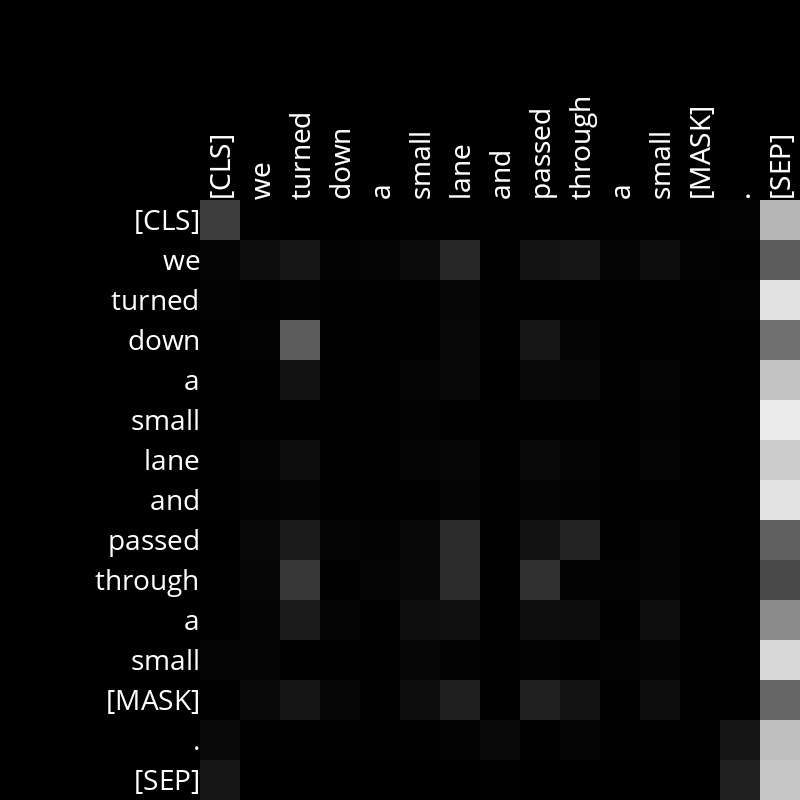 [CLS] we turned down a small lane and passed through a small [MASK] . [SEP]
[CLS]
we
turned
down
a
small
lane
and
passed
through
a
small
[MASK]
.
[SEP]